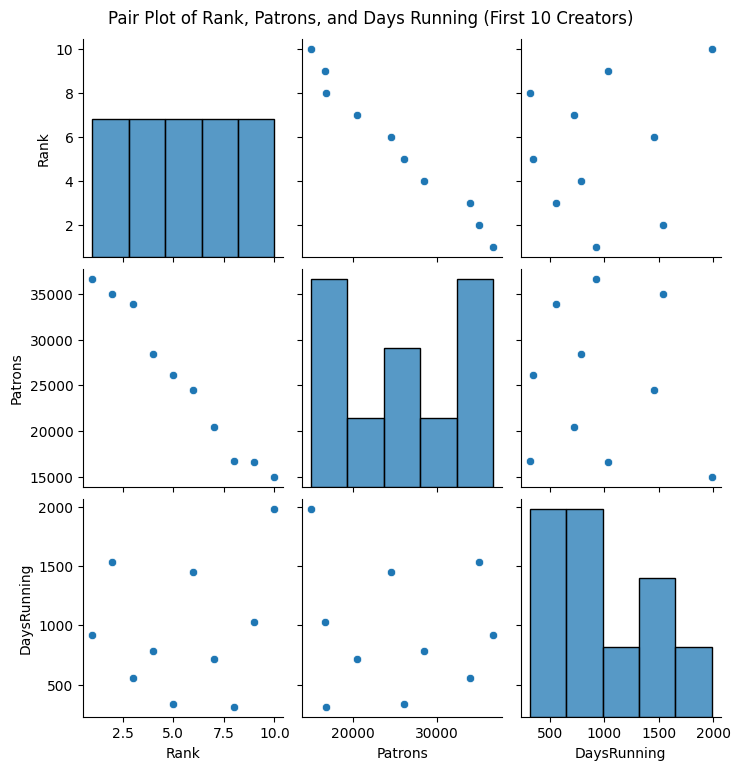 Pair Plot of Rank, Patrons, and Days Running (First 10 Creators)
10
8
6
4
2
Rank
35000
30000
25000
20000
15000
Patrons
2000
1500
1000
500
DaysRunning
2.5 5.0 7.5 10.0
20000 30000
500 1000 1500 2000
Rank
Patrons
DaysRunning